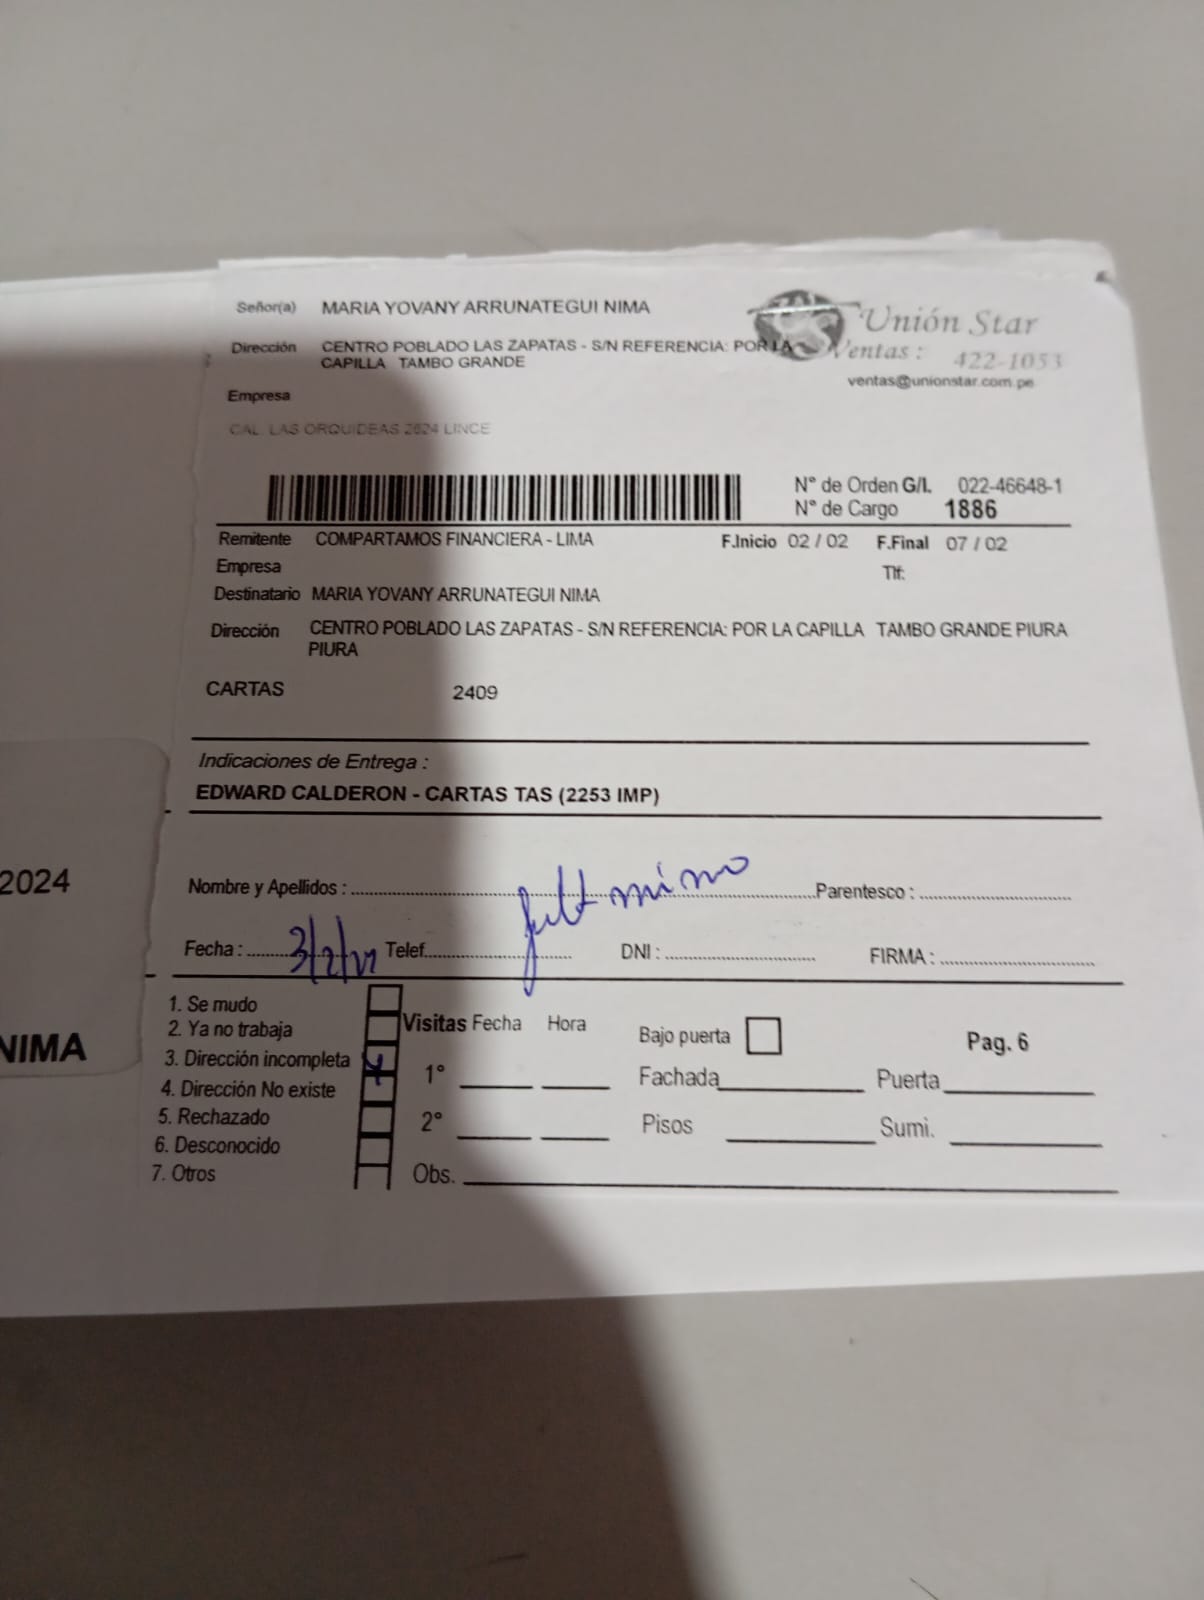 Señor(a) MARIA YOVANY ARRUNATEGUI NIMA
Unión Star
Dirección CENTRO POBLADO LAS ZAPATAS - S/N REFERENCIA: POR LA
CAPILLA TAMBO GRANDE
Ventas : 422-1053
ventas@unionstar.com.pe
Empresa
CAL. LAS ORQUIDEAS 2624 LINCE
N° de Orden G/I. 022-46648-1
N° de Cargo 1886
Remitente COMPARTAMOS FINANCIERA - LIMA F.Inicio 02 / 02 F.Final 07 / 02
Empresa Tlf:
Destinatario MARIA YOVANY ARRUNATEGUI NIMA
Dirección CENTRO POBLADO LAS ZAPATAS - S/N REFERENCIA: POR LA CAPILLA TAMBO GRANDE PIURA
PIURA
CARTAS 2409
Indicaciones de Entrega :
EDWARD CALDERON - CARTAS TAS (2253 IMP)
2024
Nombre y Apellidos : Parentesco :
Fecha : Telef. DNI : FIRMA :
NIMA
1. Se mudo
2. Ya no trabaja
3. Dirección incompleta
4. Dirección No existe
5. Rechazado
6. Desconocido
7. Otros
Visitas Fecha Hora
1°
2°
Obs.
Bajo puerta Pag. 6
Fachada Puerta
Pisos Sumi.